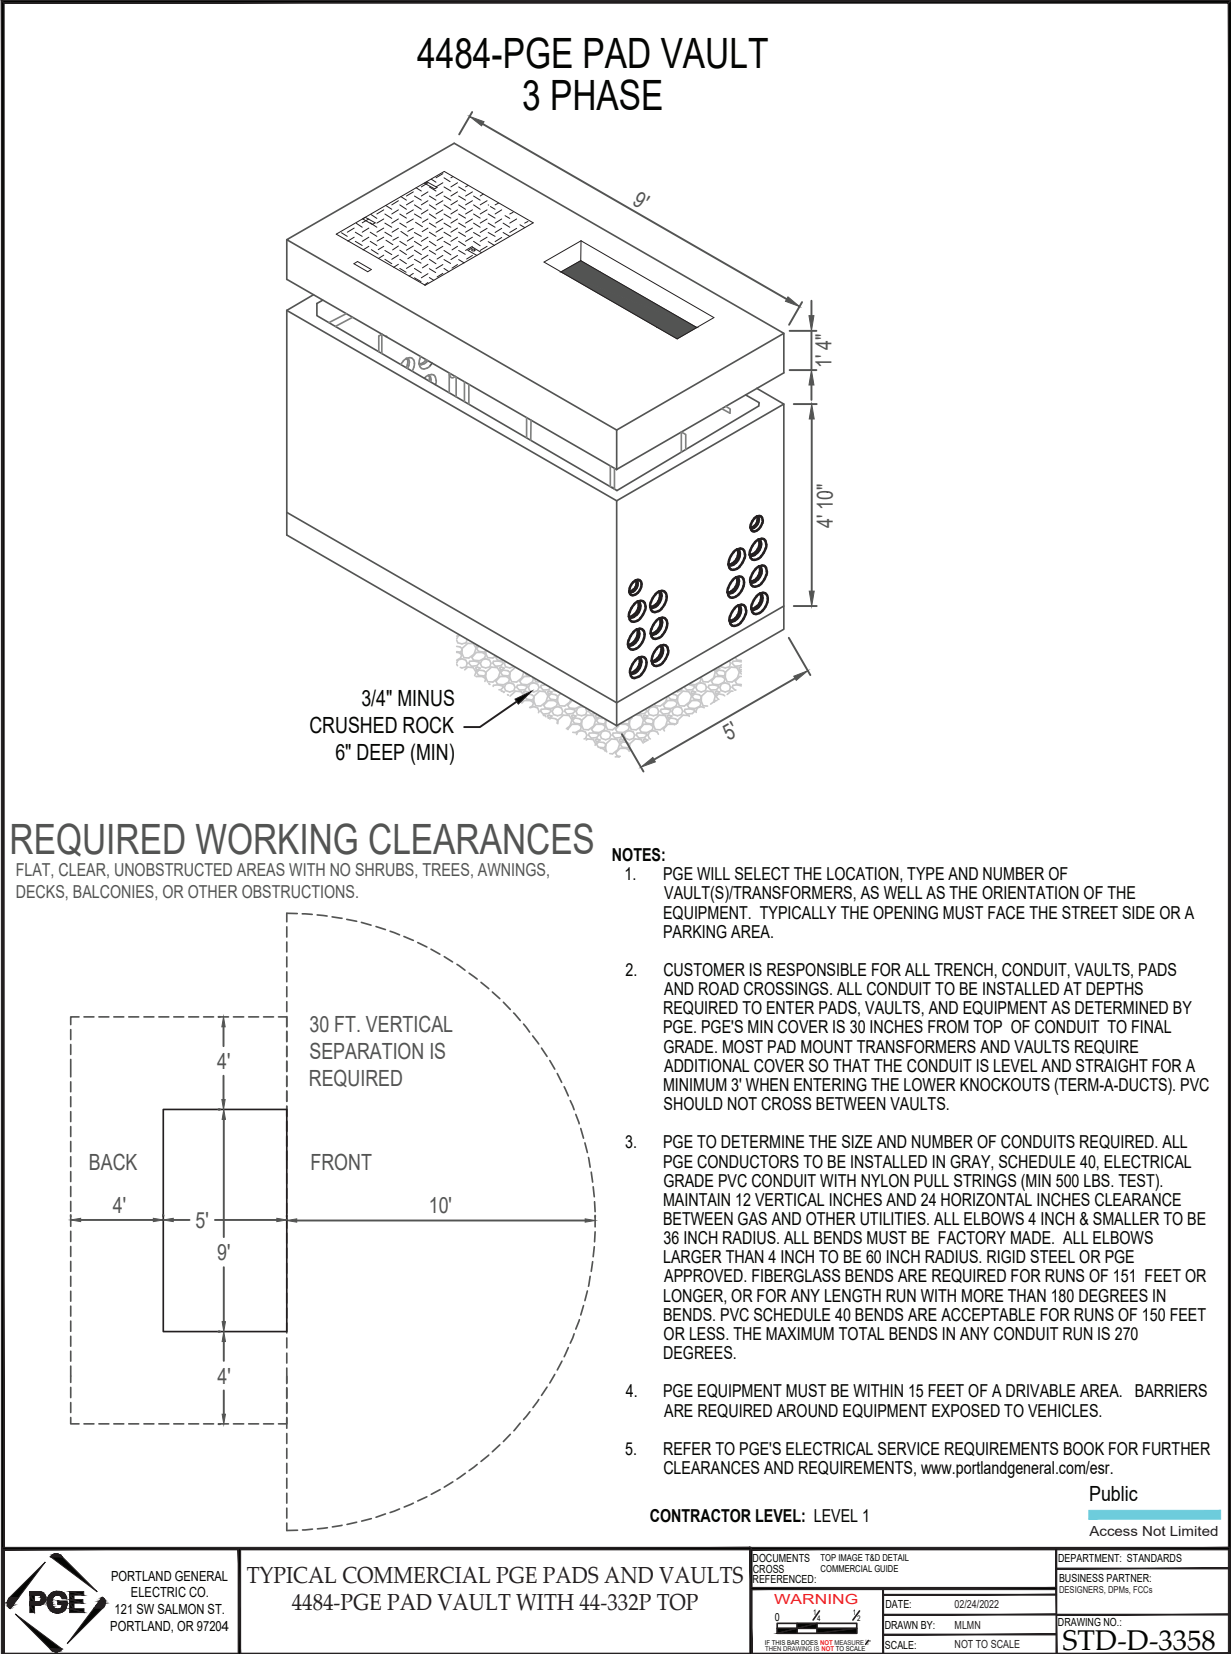 4484-PGE PAD VAULT
3 PHASE
9'
1' 4"
4' 10"
5'
3/4" MINUS
CRUSHED ROCK
6" DEEP (MIN)
REQUIRED WORKING CLEARANCES
FLAT, CLEAR, UNOBSTRUCTED AREAS WITH NO SHRUBS, TREES, AWNINGS,
DECKS, BALCONIES, OR OTHER OBSTRUCTIONS.
30 FT. VERTICAL
SEPARATION IS
REQUIRED
4'
BACK
FRONT
4'
5'
10'
9'
4'
NOTES:
1. PGE WILL SELECT THE LOCATION, TYPE AND NUMBER OF
VAULT(S)/TRANSFORMERS, AS WELL AS THE ORIENTATION OF THE
EQUIPMENT. TYPICALLY THE OPENING MUST FACE THE STREET SIDE OR A
PARKING AREA.
2. CUSTOMER IS RESPONSIBLE FOR ALL TRENCH, CONDUIT, VAULTS, PADS
AND ROAD CROSSINGS. ALL CONDUIT TO BE INSTALLED AT DEPTHS
REQUIRED TO ENTER PADS, VAULTS, AND EQUIPMENT AS DETERMINED BY
PGE. PGE'S MIN COVER IS 30 INCHES FROM TOP OF CONDUIT TO FINAL
GRADE. MOST PAD MOUNT TRANSFORMERS AND VAULTS REQUIRE
ADDITIONAL COVER SO THAT THE CONDUIT IS LEVEL AND STRAIGHT FOR A
MINIMUM 3' WHEN ENTERING THE LOWER KNOCKOUTS (TERM-A-DUCTS). PVC
SHOULD NOT CROSS BETWEEN VAULTS.
3. PGE TO DETERMINE THE SIZE AND NUMBER OF CONDUITS REQUIRED. ALL
PGE CONDUCTORS TO BE INSTALLED IN GRAY, SCHEDULE 40, ELECTRICAL
GRADE PVC CONDUIT WITH NYLON PULL STRINGS (MIN 500 LBS. TEST).
MAINTAIN 12 VERTICAL INCHES AND 24 HORIZONTAL INCHES CLEARANCE
BETWEEN GAS AND OTHER UTILITIES. ALL ELBOWS 4 INCH & SMALLER TO BE
36 INCH RADIUS. ALL BENDS MUST BE FACTORY MADE. ALL ELBOWS
LARGER THAN 4 INCH TO BE 60 INCH RADIUS. RIGID STEEL OR PGE
APPROVED. FIBERGLASS BENDS ARE REQUIRED FOR RUNS OF 151 FEET OR
LONGER, OR FOR ANY LENGTH RUN WITH MORE THAN 180 DEGREES IN
BENDS. PVC SCHEDULE 40 BENDS ARE ACCEPTABLE FOR RUNS OF 150 FEET
OR LESS. THE MAXIMUM TOTAL BENDS IN ANY CONDUIT RUN IS 270
DEGREES.
4. PGE EQUIPMENT MUST BE WITHIN 15 FEET OF A DRIVABLE AREA. BARRIERS
ARE REQUIRED AROUND EQUIPMENT EXPOSED TO VEHICLES.
5. REFER TO PGE'S ELECTRICAL SERVICE REQUIREMENTS BOOK FOR FURTHER
CLEARANCES AND REQUIREMENTS, www.portlandgeneral.com/esr.
CONTRACTOR LEVEL: LEVEL 1
Public
Access Not Limited
PGE
PORTLAND GENERAL
ELECTRIC CO.
121 SW SALMON ST.
PORTLAND, OR 97204
TYPICAL COMMERCIAL PGE PADS AND VAULTS
4484-PGE PAD VAULT WITH 44-332P TOP
DOCUMENTS
CROSS
REFERENCED:
TOP IMAGE T&D DETAIL
COMMERCIAL GUIDE
WARNING
0 1/4 1/2
IF THIS BAR DOES NOT MEASURE 1"
THEN DRAWING IS NOT TO SCALE
DATE: 02/24/2022
DRAWN BY: MLMN
SCALE: NOT TO SCALE
DEPARTMENT: STANDARDS
BUSINESS PARTNER:
DESIGNERS, DPMs, FCCs
DRAWING NO.:
STD-D-3358